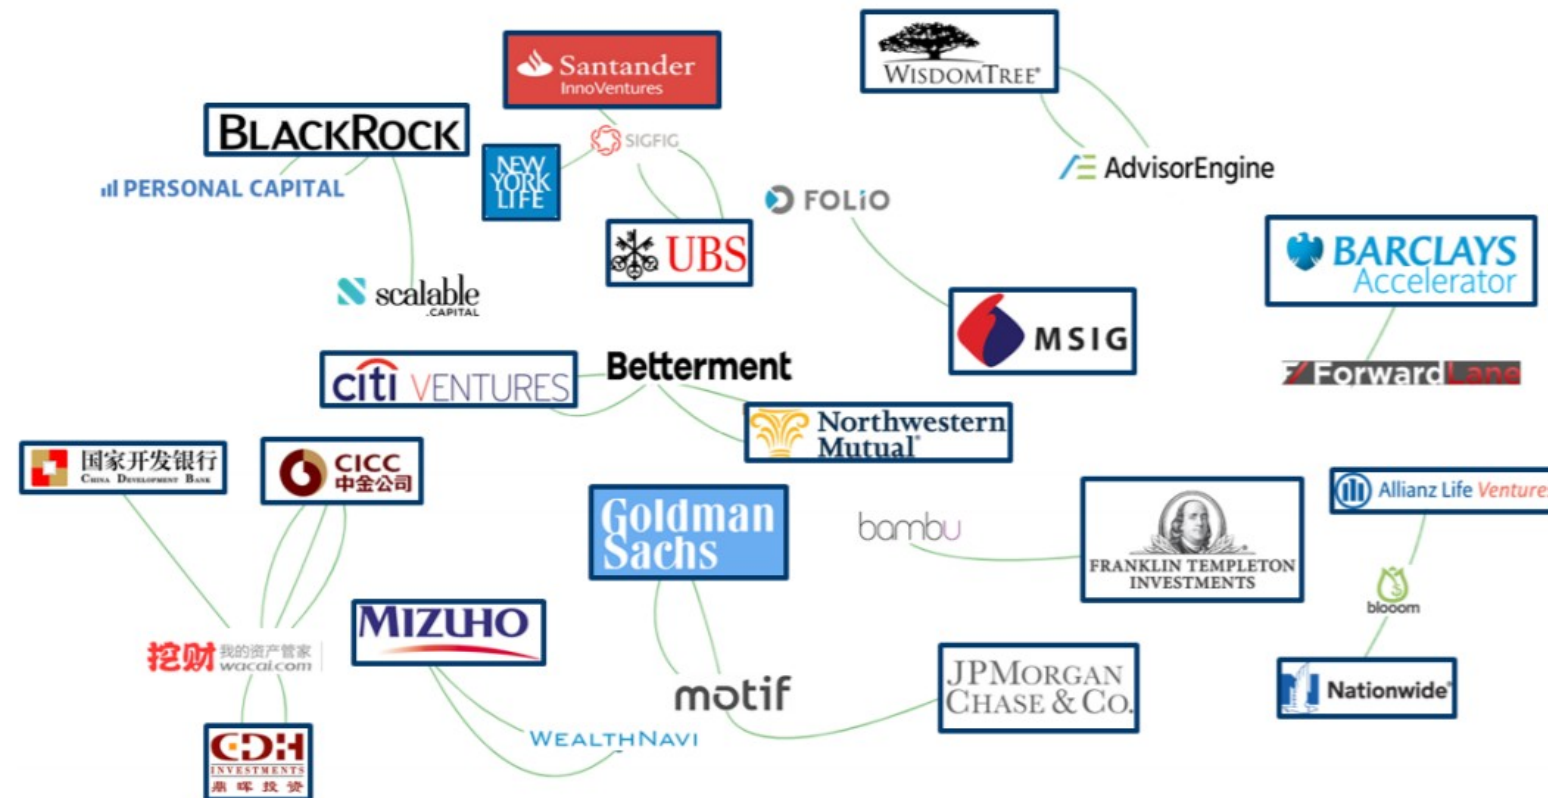 Santander
InnoVentures
WISDOMTREE®
BLACKROCK
SIGFIG
NEW
YORK
LIFE
PERSONAL CAPITAL
AdvisorEngine
FOLiO
UBS
BARCLAYS
Accelerator
scalable
.CAPITAL
MSIG
citi VENTURES
Betterment
ForwardLane
Northwestern
Mutual®
国家开发银行
CHINA DEVELOPMENT BANK
CICC
中金公司
Goldman
Sachs
bambu
FRANKLIN TEMPLETON
INVESTMENTS
Allianz Life Ventures
blooom
MIZUHO
挖财 我的资产管家
wacai.com
motif
JPMORGAN
CHASE & CO.
Nationwide®
WEALTHNAVI
CDH
INVESTMENTS
鼎晖投资